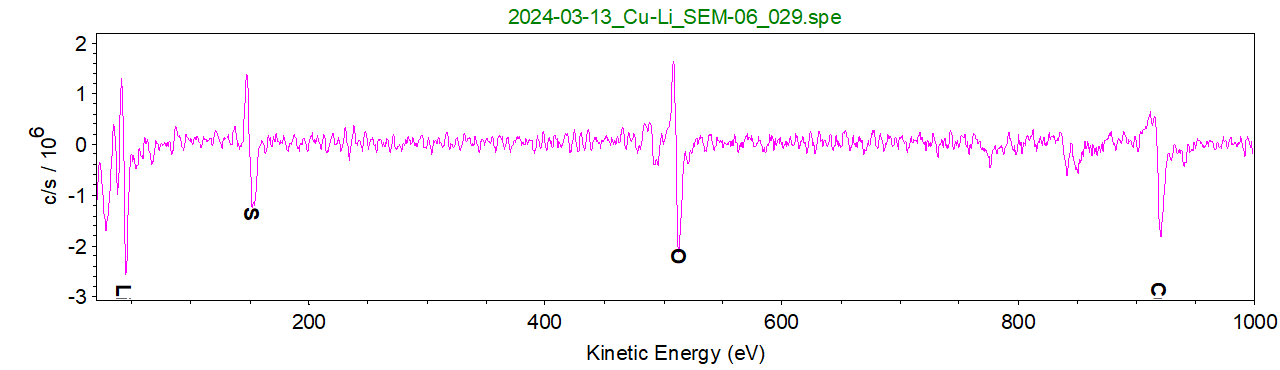 2024-03-13_Cu-Li_SEM-06_029.spe
2
1
0
-1
-2
-3
c/s / 10^6
S
O
L
C
200
400
600
800
1000
Kinetic Energy (eV)